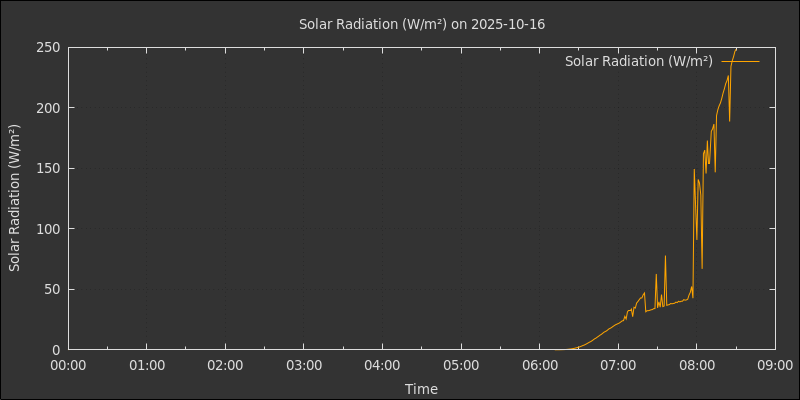 Solar Radiation (W/m²) on 2025-10-16
Solar Radiation (W/m²)
250
200
150
100
50
0
Solar Radiation (W/m²)
00:00 01:00 02:00 03:00 04:00 05:00 06:00 07:00 08:00 09:00
Time